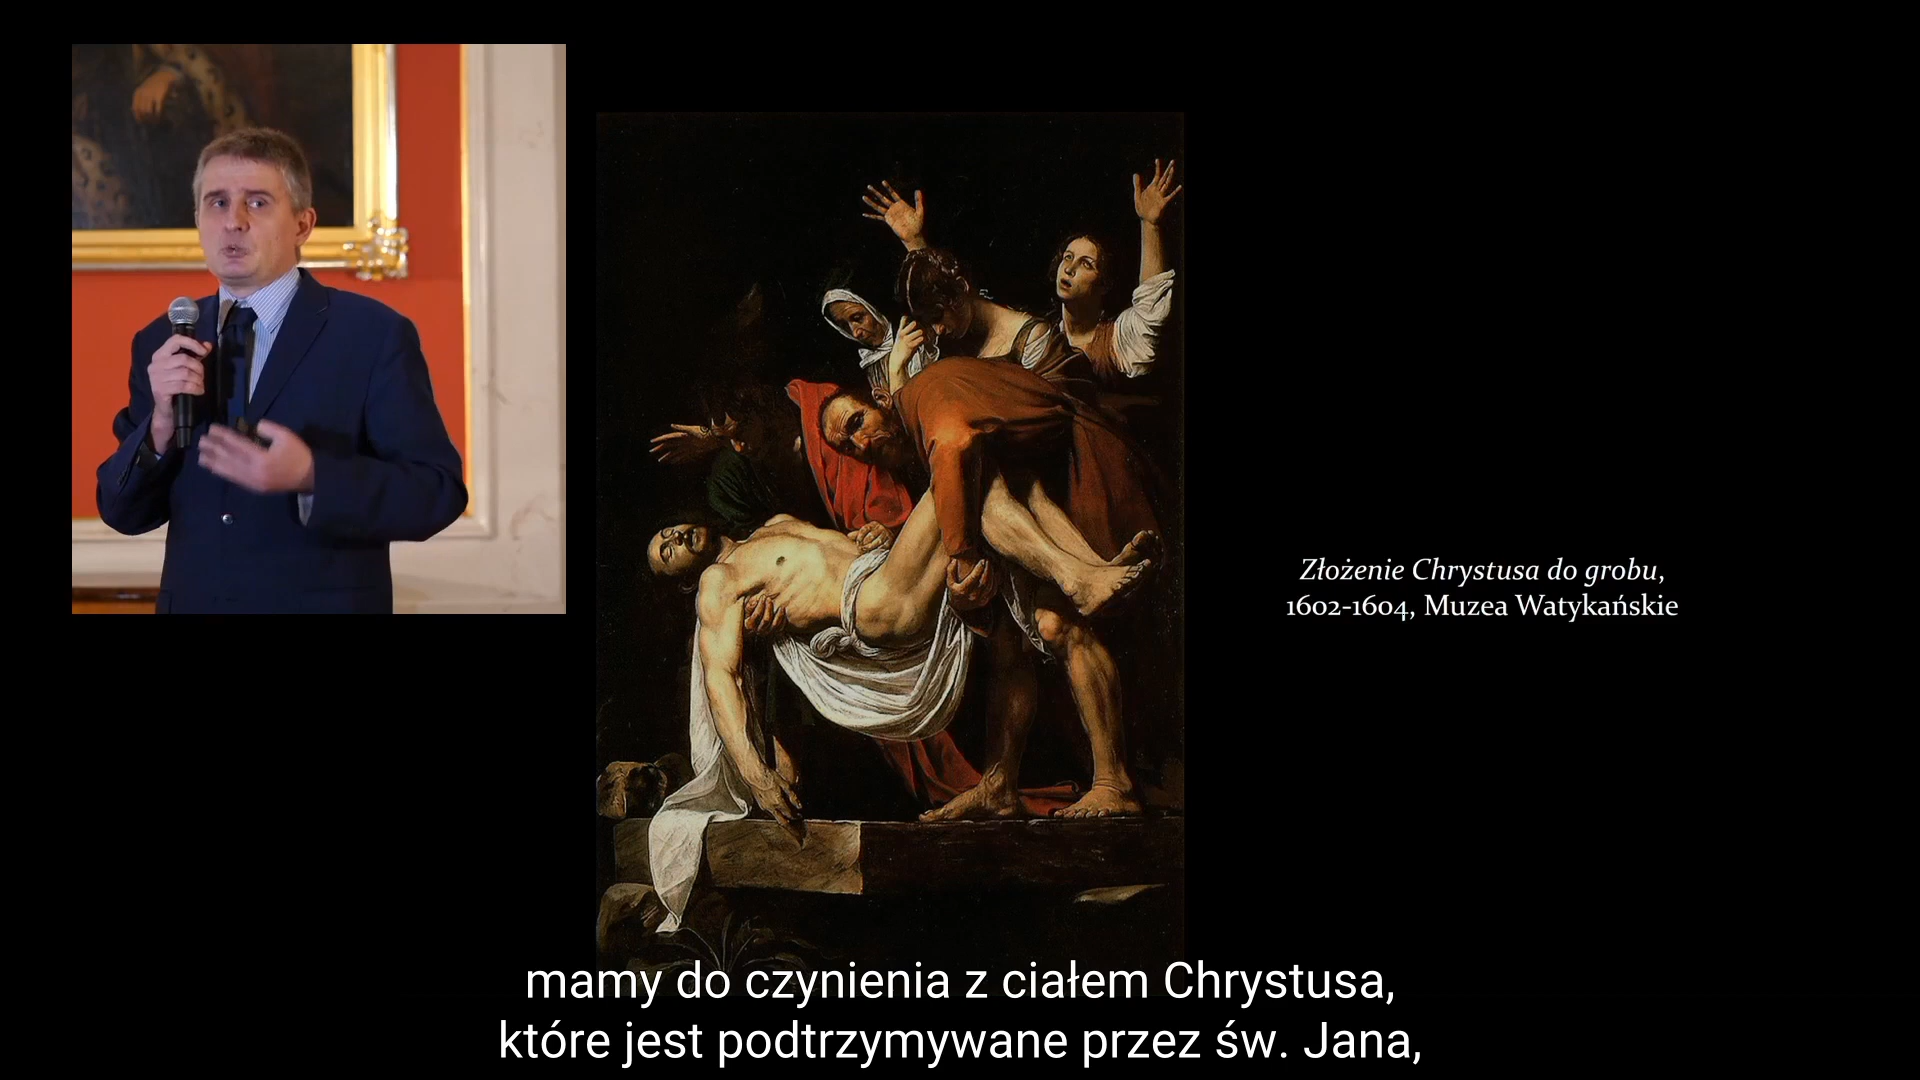 Złożenie Chrystusa do grobu,
1602-1604, Muzea Watykańskie
mamy do czynienia z ciałem Chrystusa,
które jest podtrzymywane przez św. Jana,